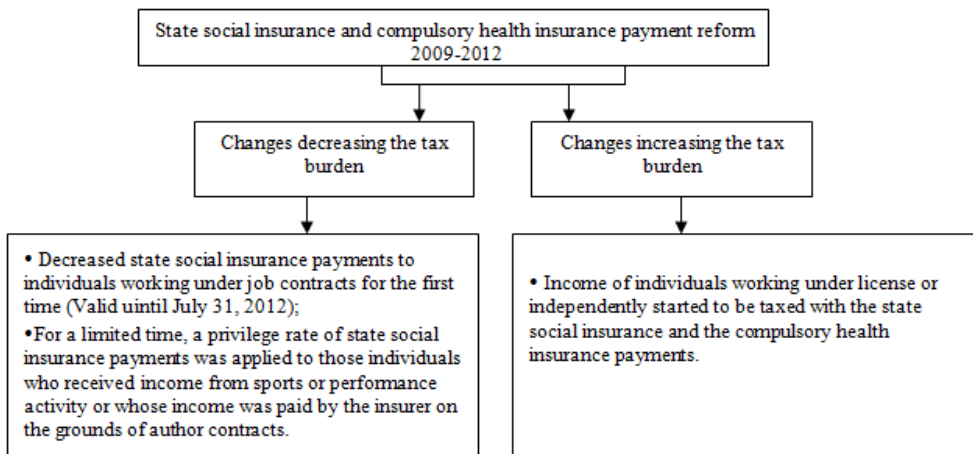 State social insurance and compulsory health insurance payment reform
2009-2012
Changes decreasing the tax
burden
Changes increasing the tax
burden
• Decreased state social insurance payments to
individuals working under job contracts for the first
time (Valid uintil July 31, 2012);
•For a limited time, a privilege rate of state social
insurance payments was applied to those individuals
who received income from sports or performance
activity or whose income was paid by the insurer on
the grounds of author contracts.
• Income of individuals working under license or
independently started to be taxed with the state
social insurance and the compulsory health
insurance payments.